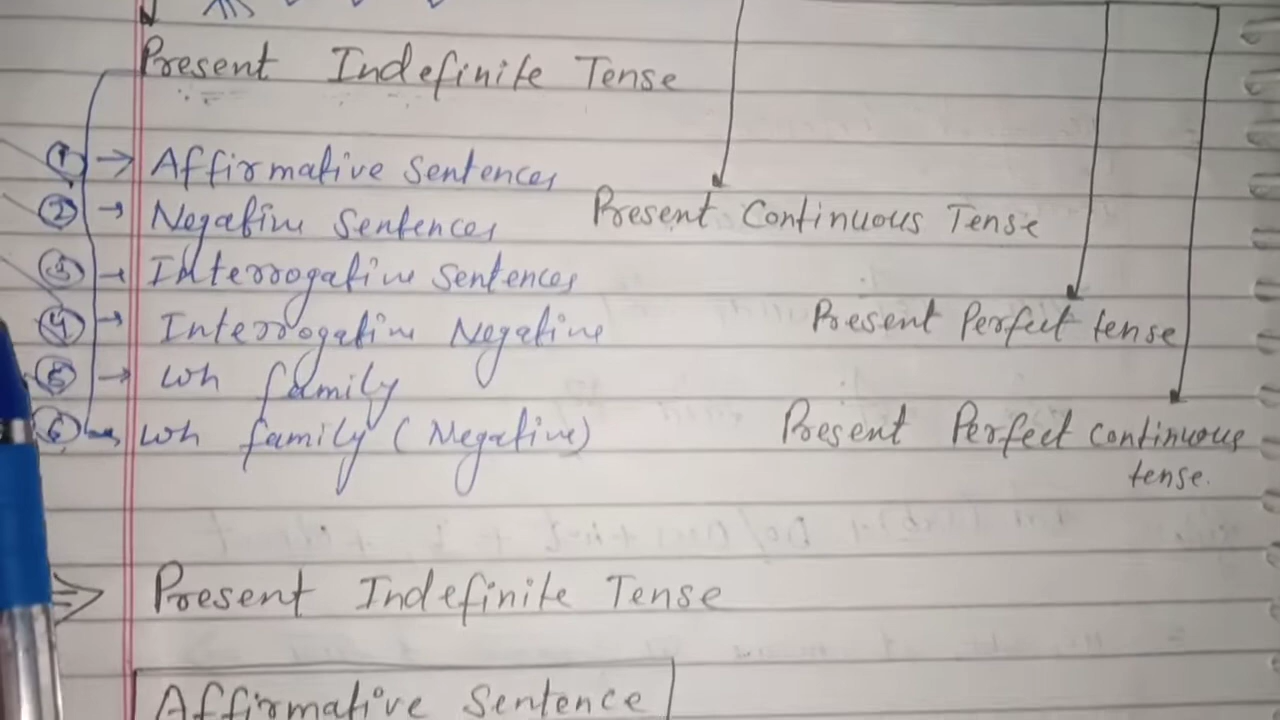 Present Indefinite Tense
① → Affirmative Sentences
② → Negative Sentences
Present Continuous Tense
③ → Interrogative Sentences
④ → Interrogative Negative
Present Perfect tense
⑤ → Wh family
⑥ → Wh family (Negative)
Present Perfect continuous
tense.
⇒ Present Indefinite Tense
Affirmative Sentence